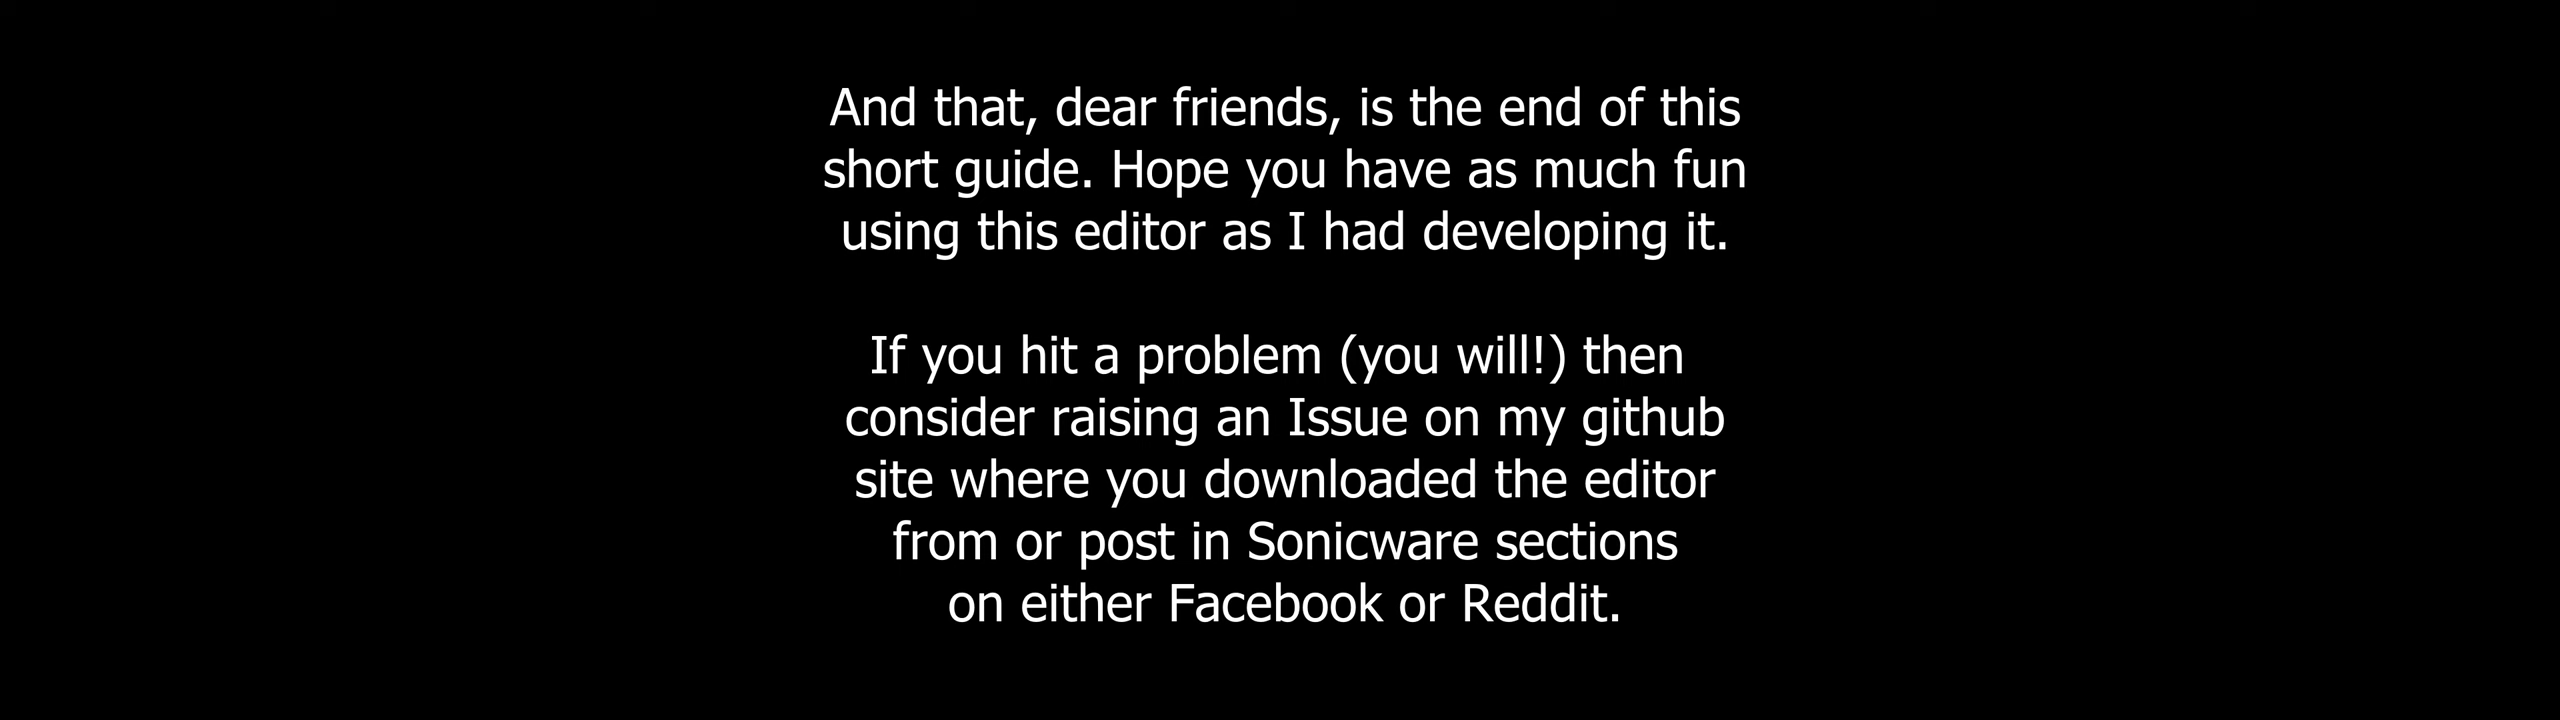 And that, dear friends, is the end of this
short guide. Hope you have as much fun
using this editor as I had developing it.
If you hit a problem (you will!) then
consider raising an Issue on my github
site where you downloaded the editor
from or post in Sonicware sections
on either Facebook or Reddit.